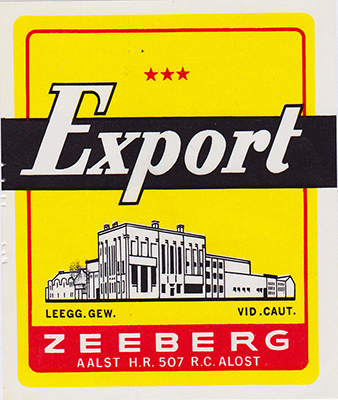 Export
LEEGG.GEW. VID.CAUT.
ZEEBERG
AALST H.R. 507 R.C. ALOST